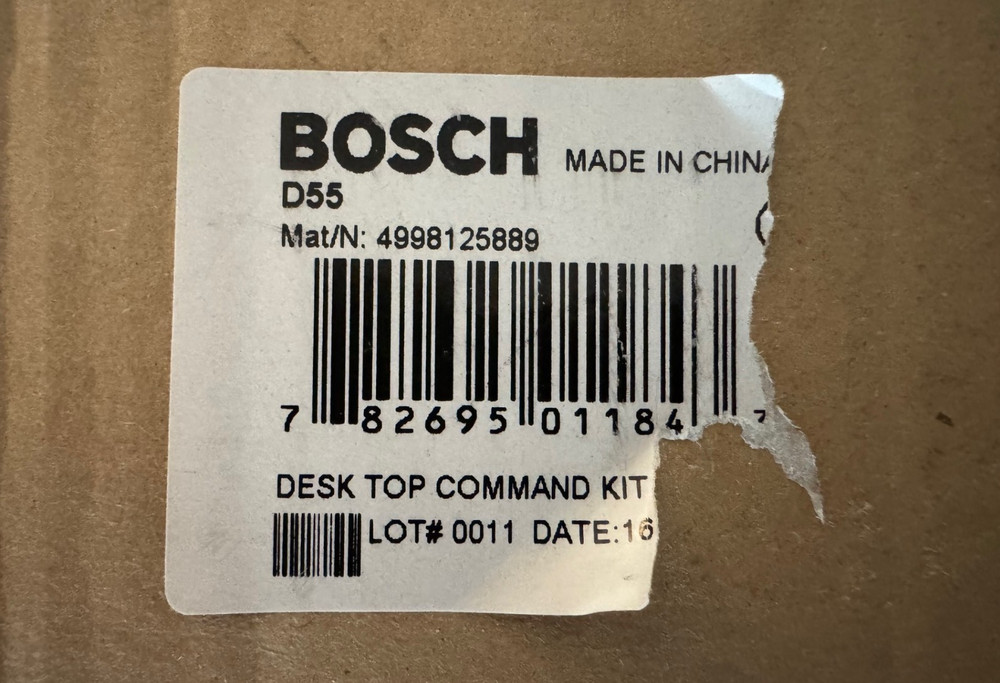 BOSCH MADE IN CHINA
D55
Mat/N: 4998125889
7 82695 01184
DESK TOP COMMAND KIT
LOT# 0011 DATE:16